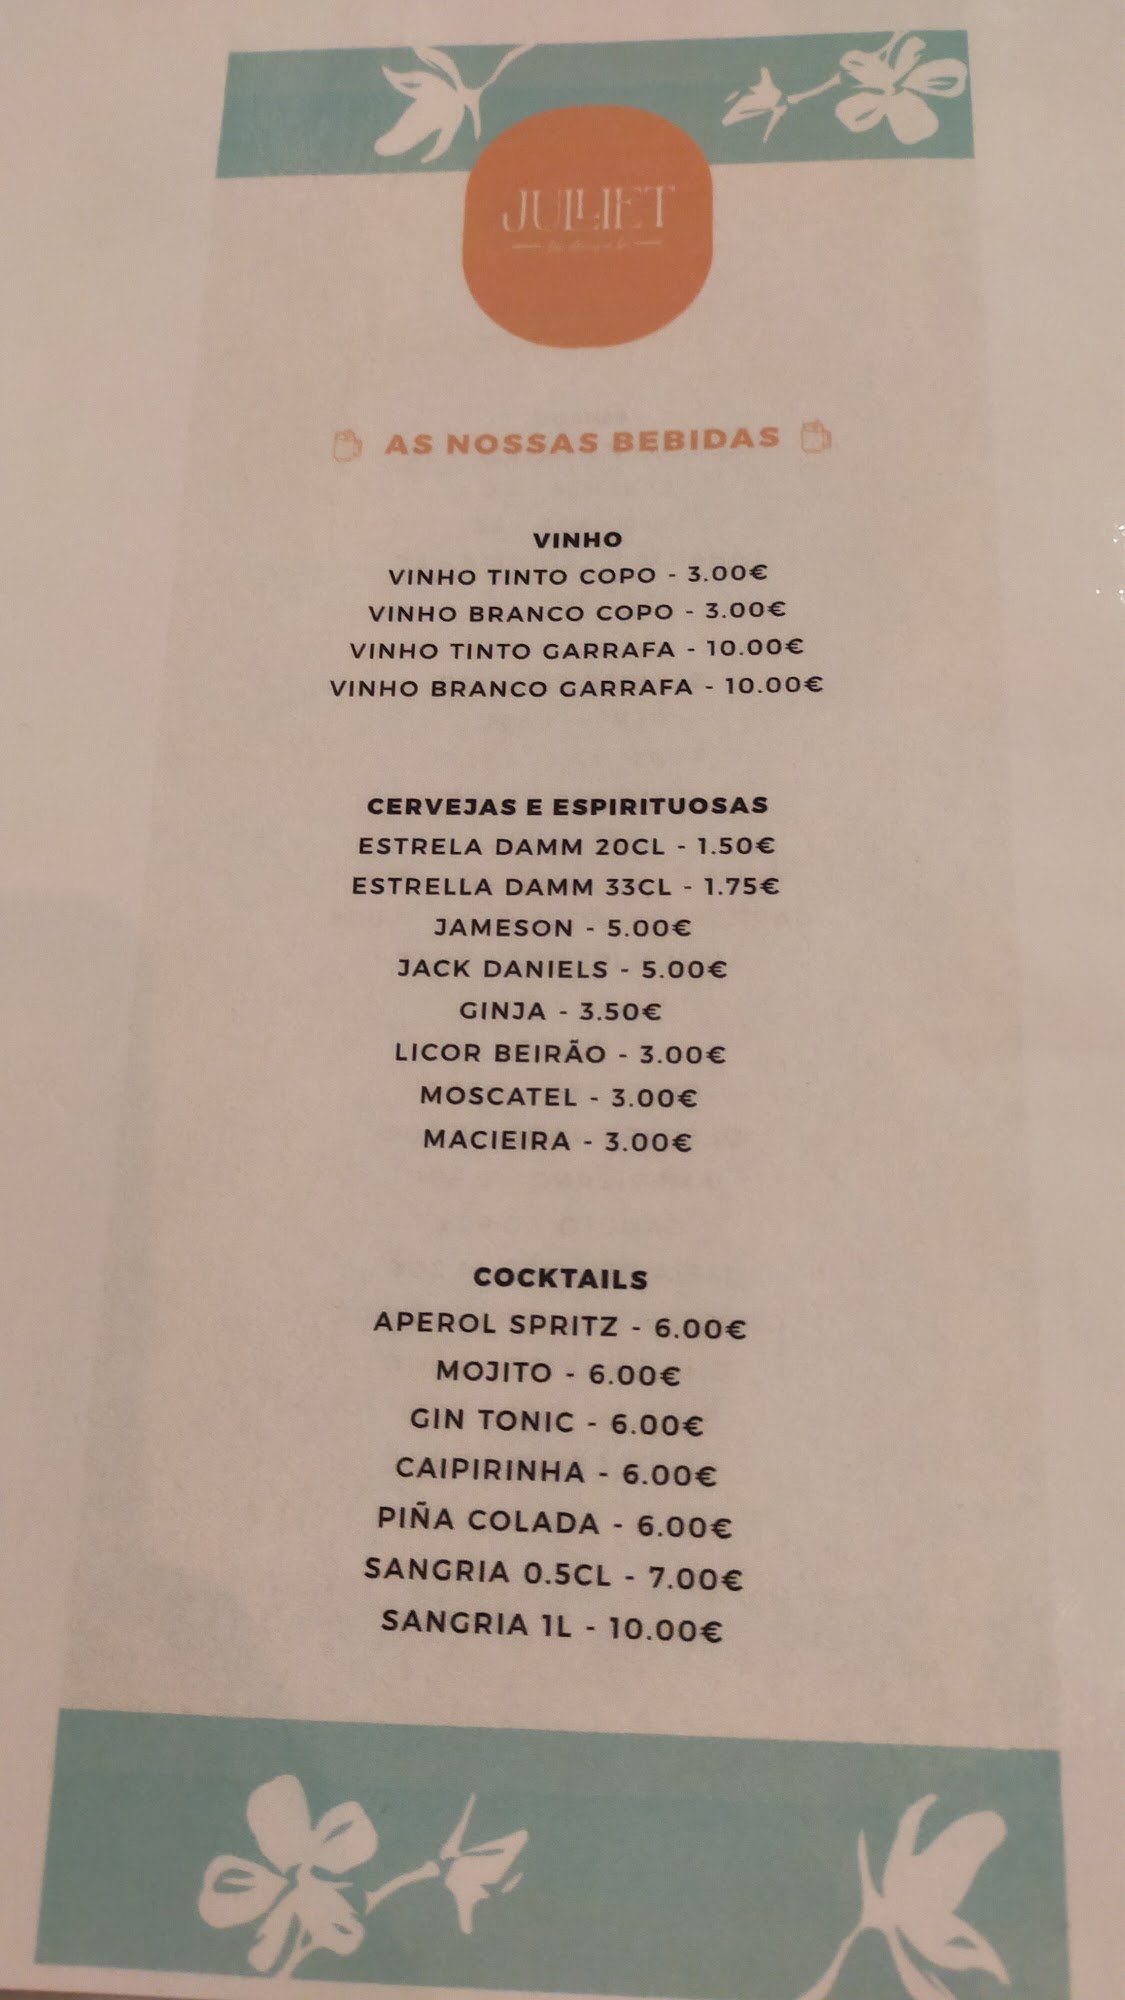 JULLIET
AS NOSSAS BEBIDAS
VINHO
VINHO TINTO COPO - 3.00€
VINHO BRANCO COPO - 3.00€
VINHO TINTO GARRAFA - 10.00€
VINHO BRANCO GARRAFA - 10.00€
CERVEJAS E ESPIRITUOSAS
ESTRELA DAMM 20CL - 1.50€
ESTRELLA DAMM 33CL - 1.75€
JAMESON - 5.00€
JACK DANIELS - 5.00€
GINJA - 3.50€
LICOR BEIRÃO - 3.00€
MOSCATEL - 3.00€
MACIEIRA - 3.00€
COCKTAILS
APEROL SPRITZ - 6.00€
MOJITO - 6.00€
GIN TONIC - 6.00€
CAIPIRINHA - 6.00€
PIÑA COLADA - 6.00€
SANGRIA 0.5CL - 7.00€
SANGRIA 1L - 10.00€